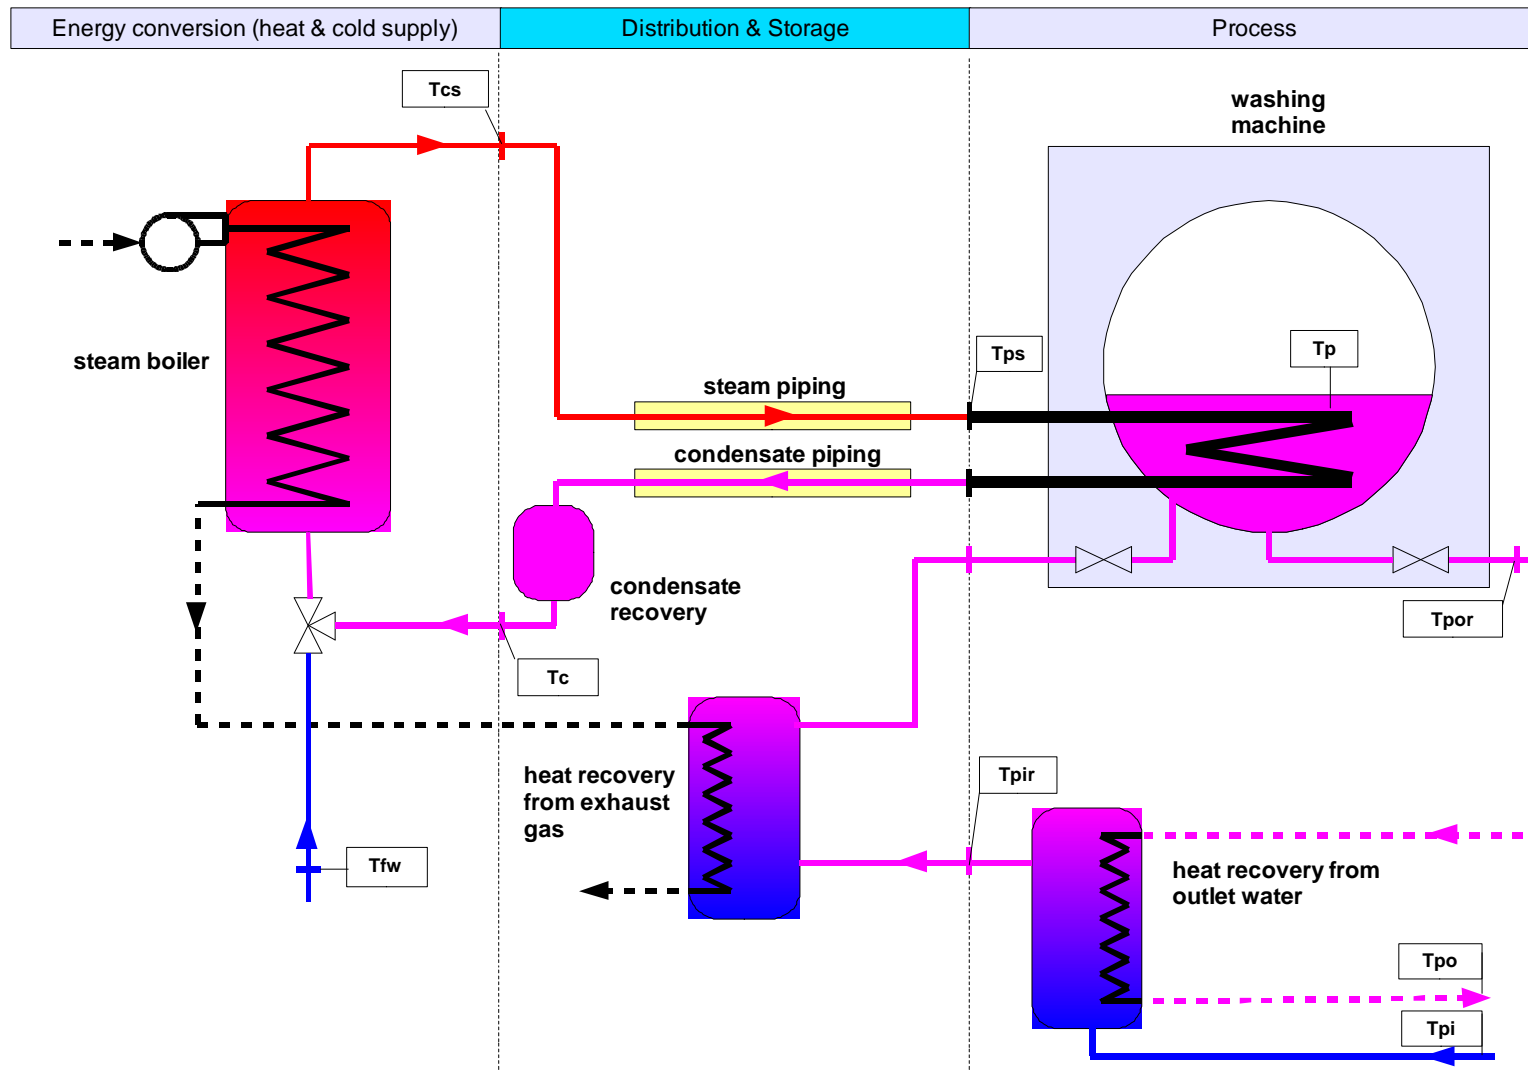 Energy conversion (heat & cold supply)
Distribution & Storage
Process
Tcs
washing
machine
steam boiler
Tps
Tp
steam piping
condensate piping
condensate
recovery
Tpor
Tc
heat recovery
from exhaust
gas
Tpir
Tfw
heat recovery from
outlet water
Tpo
Tpi